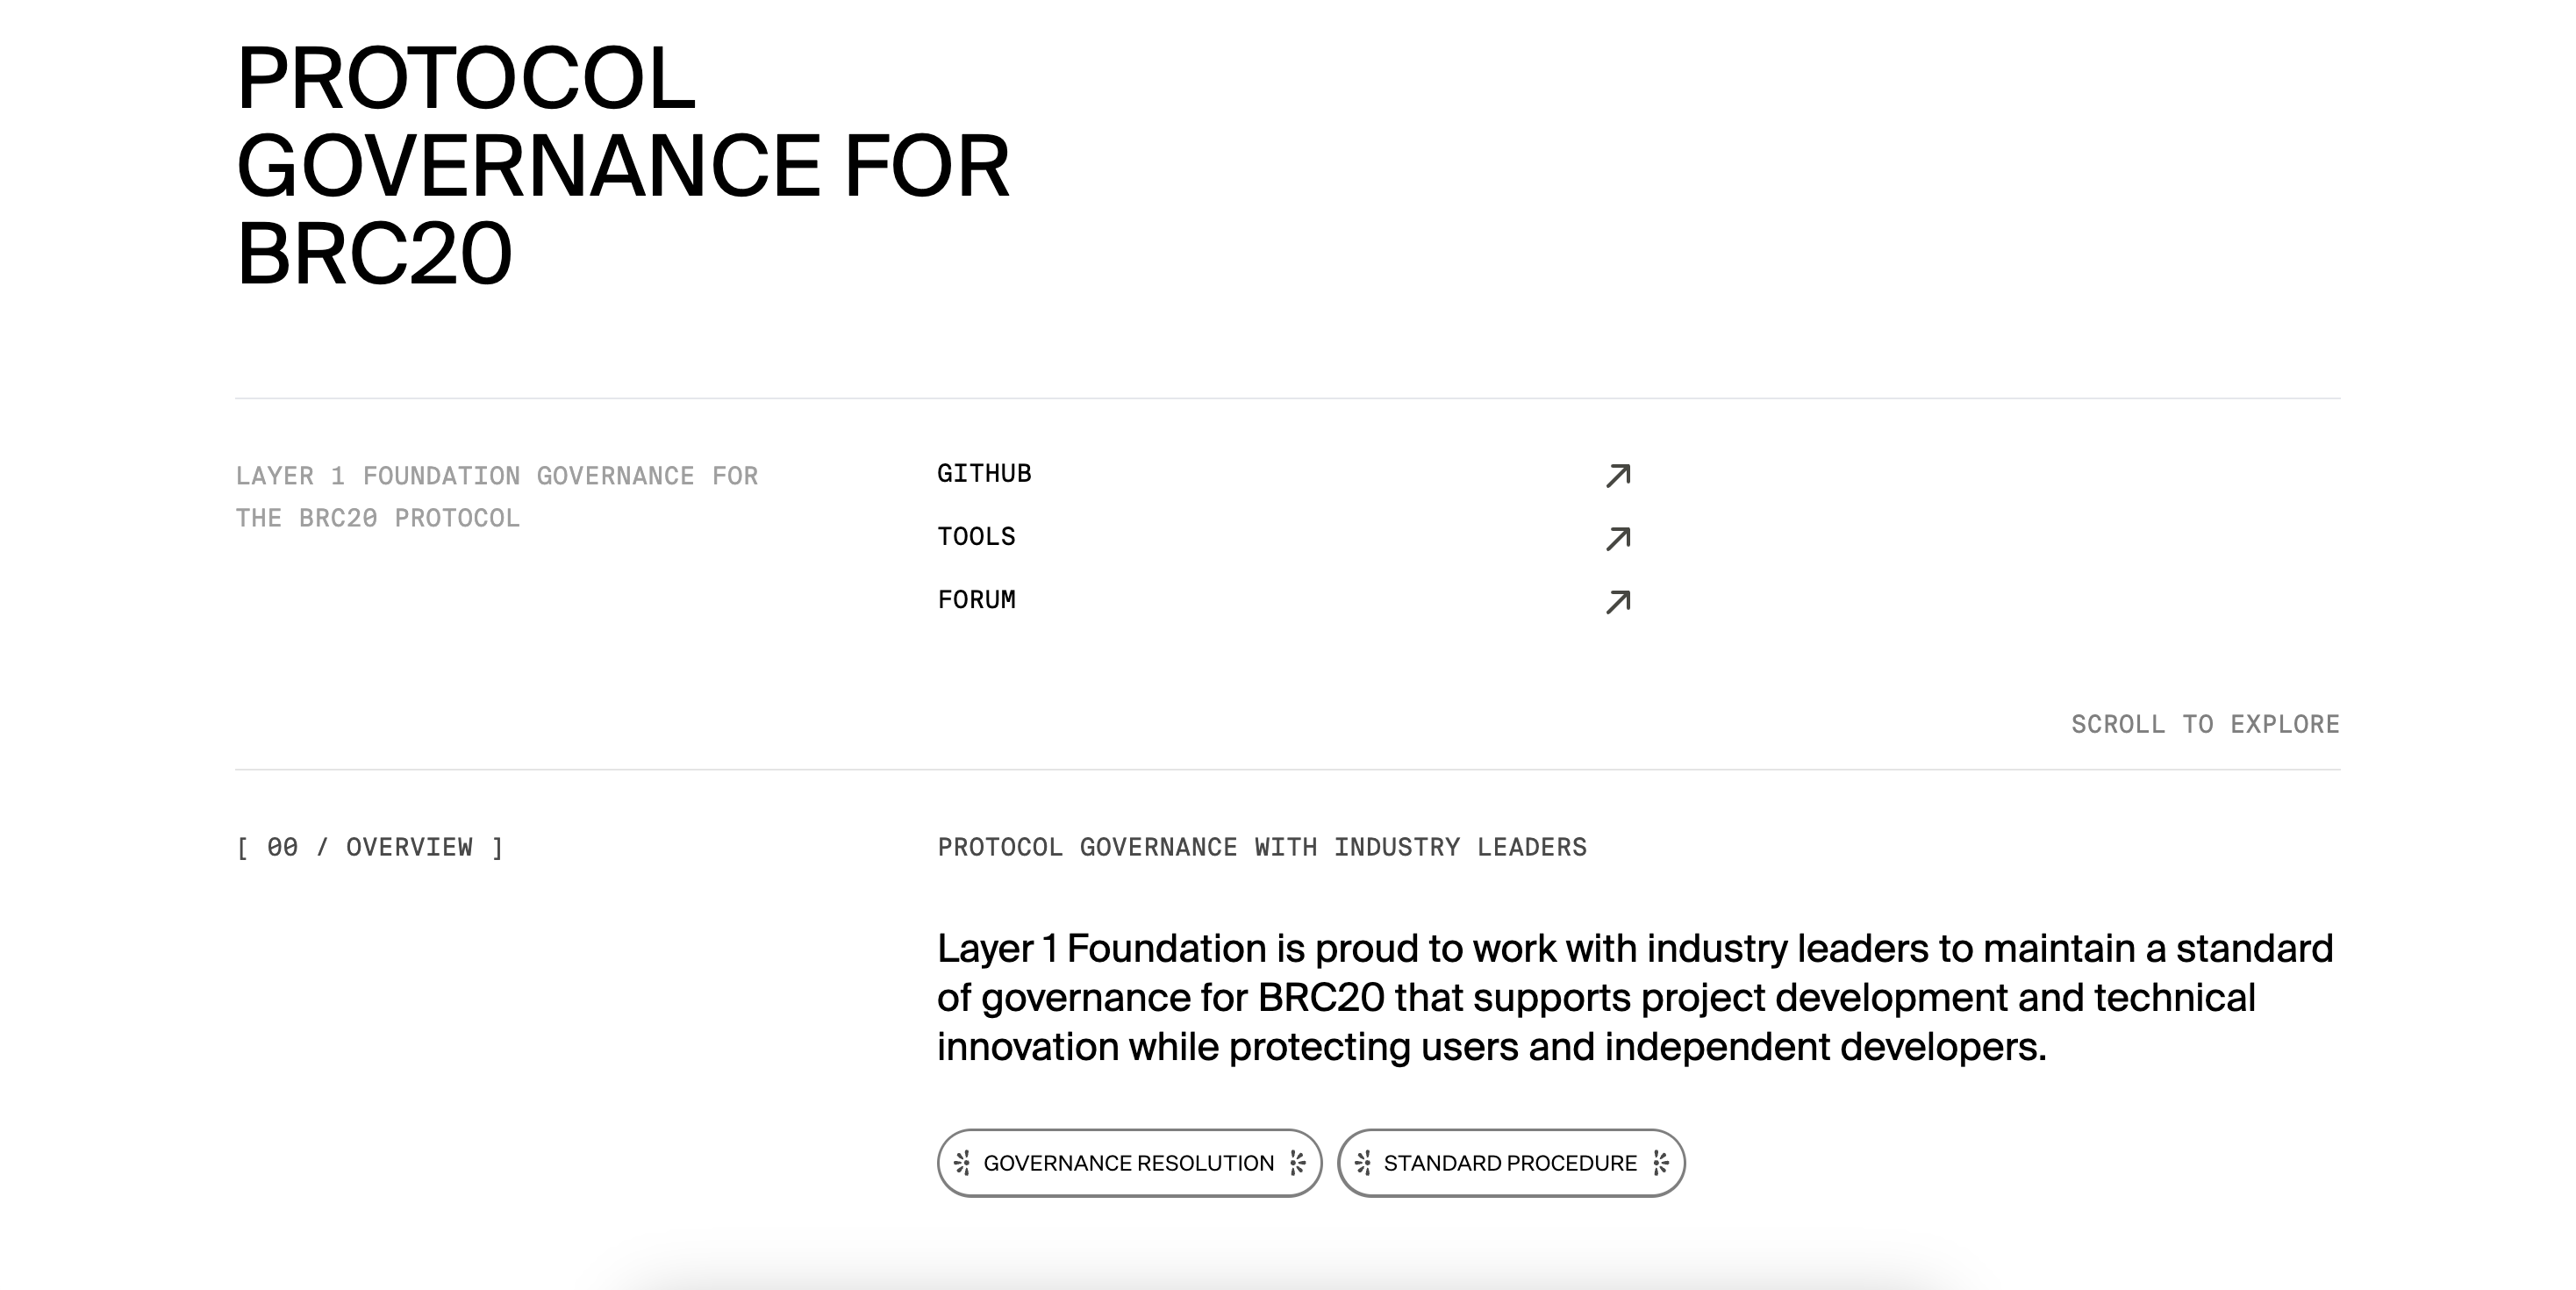 PROTOCOL
GOVERNANCE FOR
BRC20
LAYER 1 FOUNDATION GOVERNANCE FOR
THE BRC20 PROTOCOL
GITHUB
TOOLS
FORUM
SCROLL TO EXPLORE
[ 00 / OVERVIEW ]
PROTOCOL GOVERNANCE WITH INDUSTRY LEADERS
Layer 1 Foundation is proud to work with industry leaders to maintain a standard
of governance for BRC20 that supports project development and technical
innovation while protecting users and independent developers.
GOVERNANCE RESOLUTION
STANDARD PROCEDURE